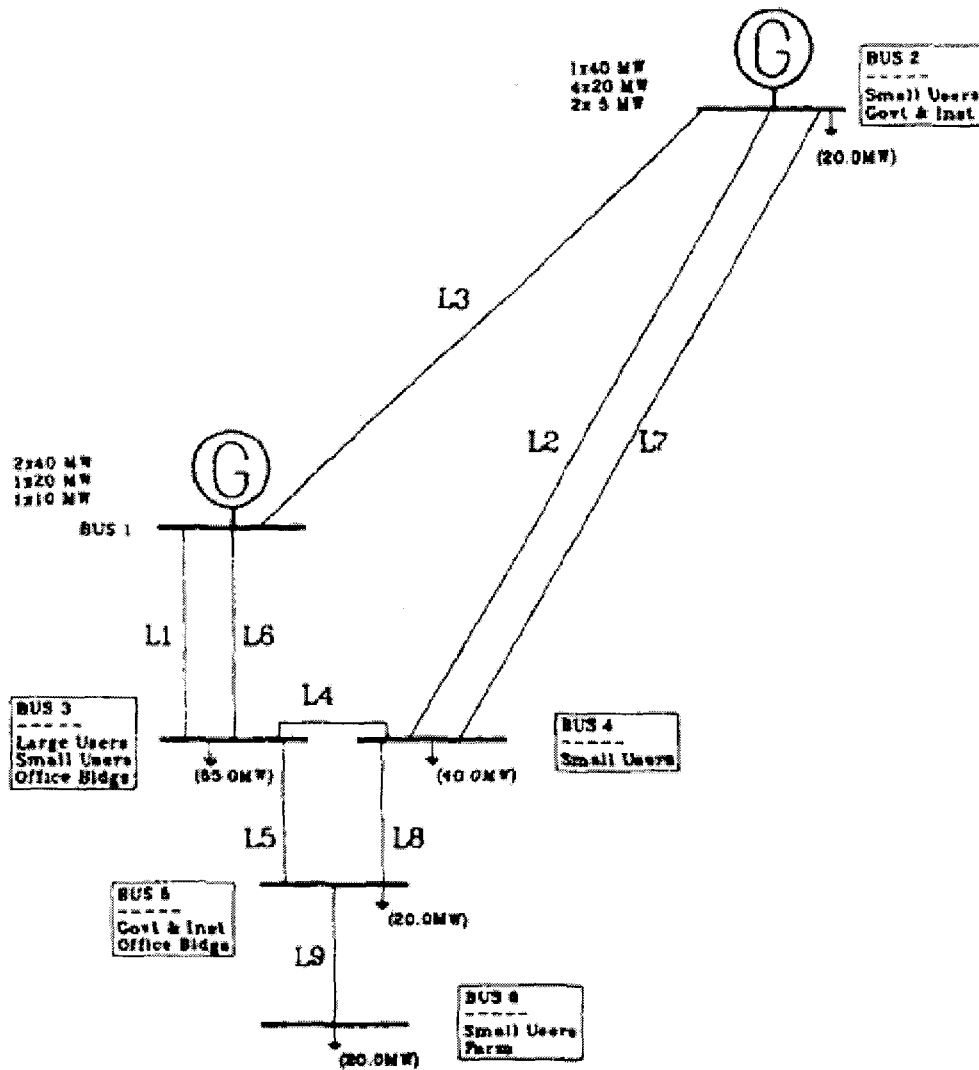 G
1x40 MW
4x20 MW
2x 5 MW
BUS 2
-----
Small Users
Govt & Inst
(20.0MW)
L3
L2
L7
2x40 MW
1x20 MW
1x10 MW
G
BUS 1
L1
L6
L4
BUS 3
-----
Large Users
Small Users
Office Bldgs
(85.0MW)
(40.0MW)
BUS 4
-----
Small Users
L5
L8
BUS 5
-----
Govt & Inst
Office Bldgs
(20.0MW)
L9
BUS 6
-----
Small Users
Farm
(20.0MW)